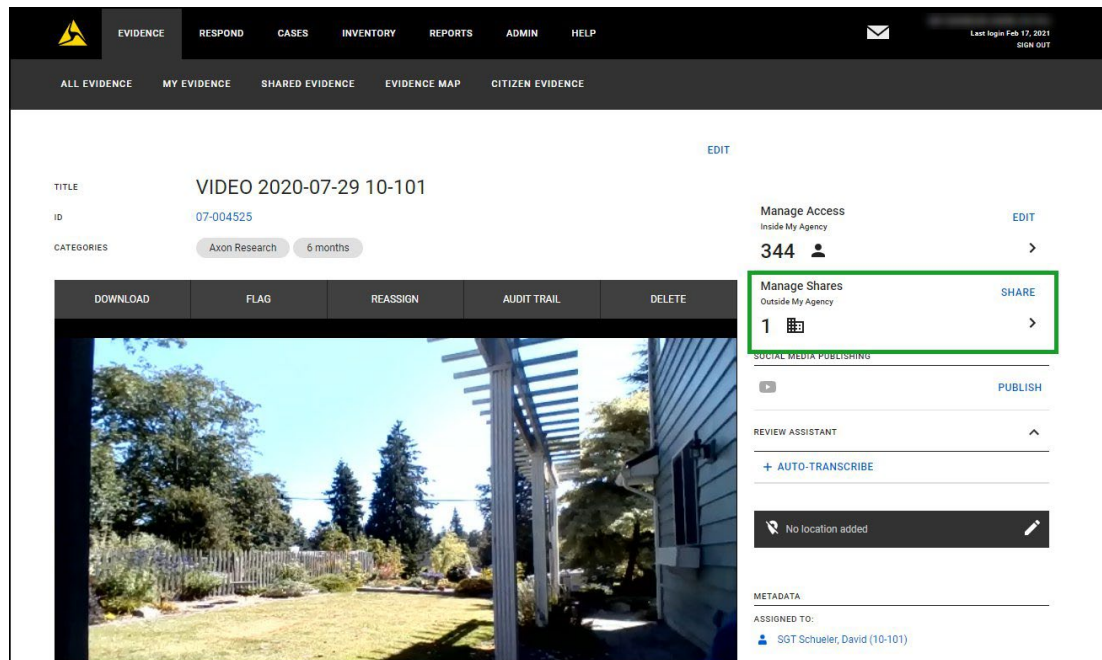 EVIDENCE RESPOND CASES INVENTORY REPORTS ADMIN HELP
Last login Feb 17, 2021
SIGN OUT
ALL EVIDENCE MY EVIDENCE SHARED EVIDENCE EVIDENCE MAP CITIZEN EVIDENCE
EDIT
TITLE VIDEO 2020-07-29 10-101
ID 07-004525
CATEGORIES Axon Research 6 months
DOWNLOAD FLAG REASSIGN AUDIT TRAIL DELETE
Manage Access EDIT
Inside My Agency
344
Manage Shares SHARE
Outside My Agency
1
SOCIAL MEDIA PUBLISHING
PUBLISH
REVIEW ASSISTANT
+ AUTO-TRANSCRIBE
No location added
METADATA
ASSIGNED TO:
SGT Schueler, David (10-101)